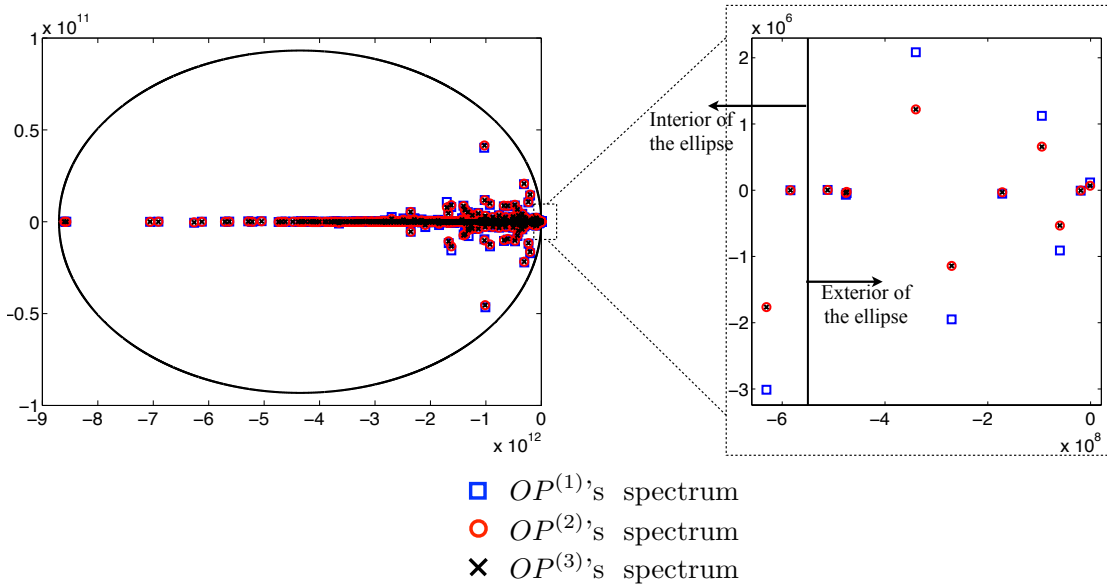 x 10^11
1
0.5
0
−0.5
−1
−9 −8 −7 −6 −5 −4 −3 −2 −1 0
x 10^12
x 10^6
2
1
0
−1
−2
−3
−6 −4 −2 0
x 10^8
Interior of
the ellipse
Exterior of
the ellipse
OP^(1)'s spectrum
OP^(2)'s spectrum
OP^(3)'s spectrum